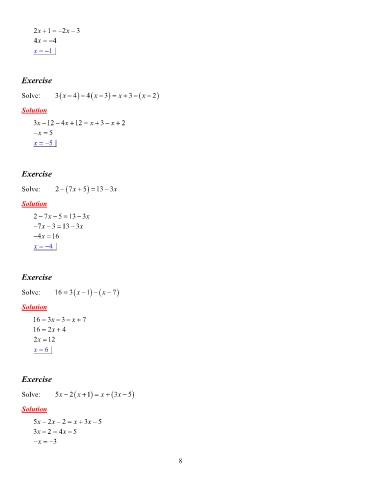 2x + 1 = −2x − 3
4x = −4
x = −1
Exercise
Solve: 3(x − 4) − 4(x − 3) = x + 3 − (x − 2)
Solution
3x − 12 − 4x + 12 = x + 3 − x + 2
−x = 5
x = −5
Exercise
Solve: 2 − (7x + 5) = 13 − 3x
Solution
2 − 7x − 5 = 13 − 3x
−7x − 3 = 13 − 3x
−4x = 16
x = −4
Exercise
Solve: 16 = 3(x − 1) − (x − 7)
Solution
16 = 3x − 3 − x + 7
16 = 2x + 4
2x = 12
x = 6
Exercise
Solve: 5x − 2(x + 1) = x + (3x − 5)
Solution
5x − 2x − 2 = x + 3x − 5
3x − 2 = 4x − 5
−x = −3
8